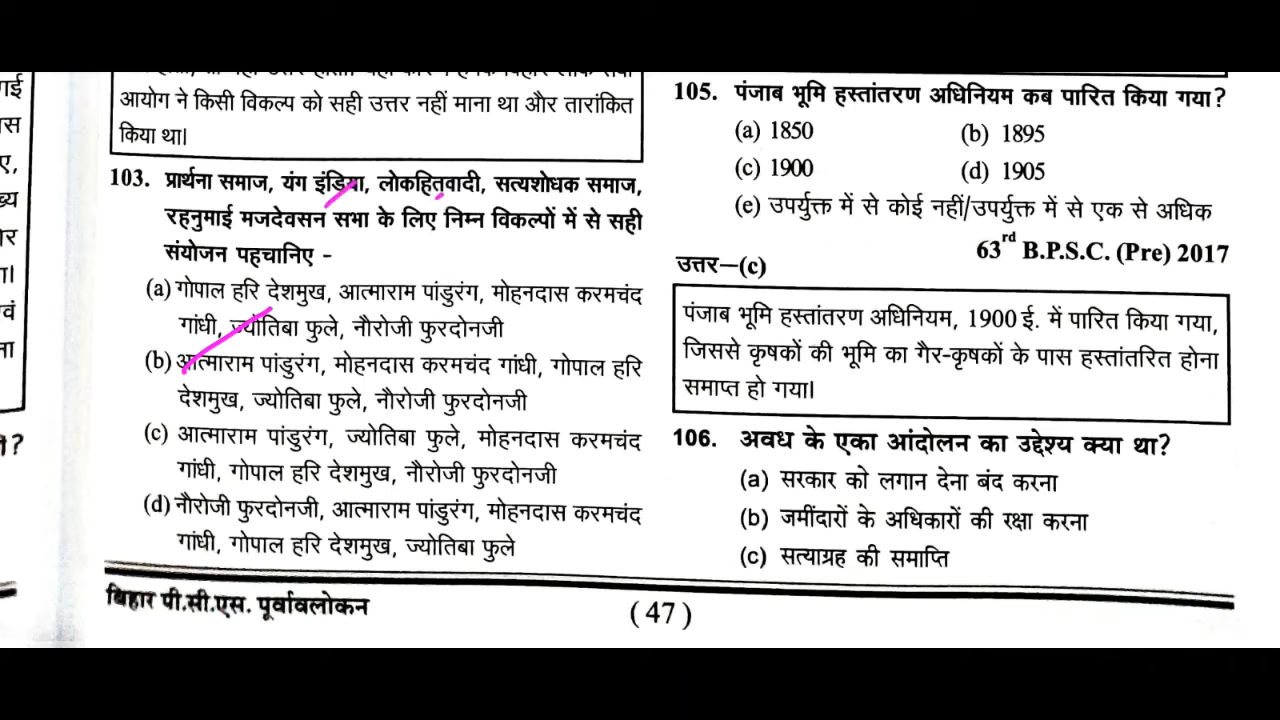 आयोग ने किसी विकल्प को सही उत्तर नहीं माना था और तारांकित
किया था।
103. प्रार्थना समाज, यंग इंडिया, लोकहितवादी, सत्यशोधक समाज,
रहनुमाई मजदेवसन सभा के लिए निम्न विकल्पों में से सही
संयोजन पहचानिए -
(a) गोपाल हरि देशमुख, आत्माराम पांडुरंग, मोहनदास करमचंद
गांधी, ज्योतिबा फुले, नौरोजी फुरदोनजी
(b) आत्माराम पांडुरंग, मोहनदास करमचंद गांधी, गोपाल हरि
देशमुख, ज्योतिबा फुले, नौरोजी फुरदोनजी
(c) आत्माराम पांडुरंग, ज्योतिबा फुले, मोहनदास करमचंद
गांधी, गोपाल हरि देशमुख, नौरोजी फुरदोनजी
(d) नौरोजी फुरदोनजी, आत्माराम पांडुरंग, मोहनदास करमचंद
गांधी, गोपाल हरि देशमुख, ज्योतिबा फुले
105. पंजाब भूमि हस्तांतरण अधिनियम कब पारित किया गया?
(a) 1850 (b) 1895
(c) 1900 (d) 1905
(e) उपर्युक्त में से कोई नहीं/उपर्युक्त में से एक से अधिक
63rd B.P.S.C. (Pre) 2017
उत्तर–(c)
पंजाब भूमि हस्तांतरण अधिनियम, 1900 ई. में पारित किया गया,
जिससे कृषकों की भूमि का गैर-कृषकों के पास हस्तांतरित होना
समाप्त हो गया।
106. अवध के एका आंदोलन का उद्देश्य क्या था?
(a) सरकार को लगान देना बंद करना
(b) जमींदारों के अधिकारों की रक्षा करना
(c) सत्याग्रह की समाप्ति
बिहार पी.सी.एस. पूर्वावलोकन
(47)